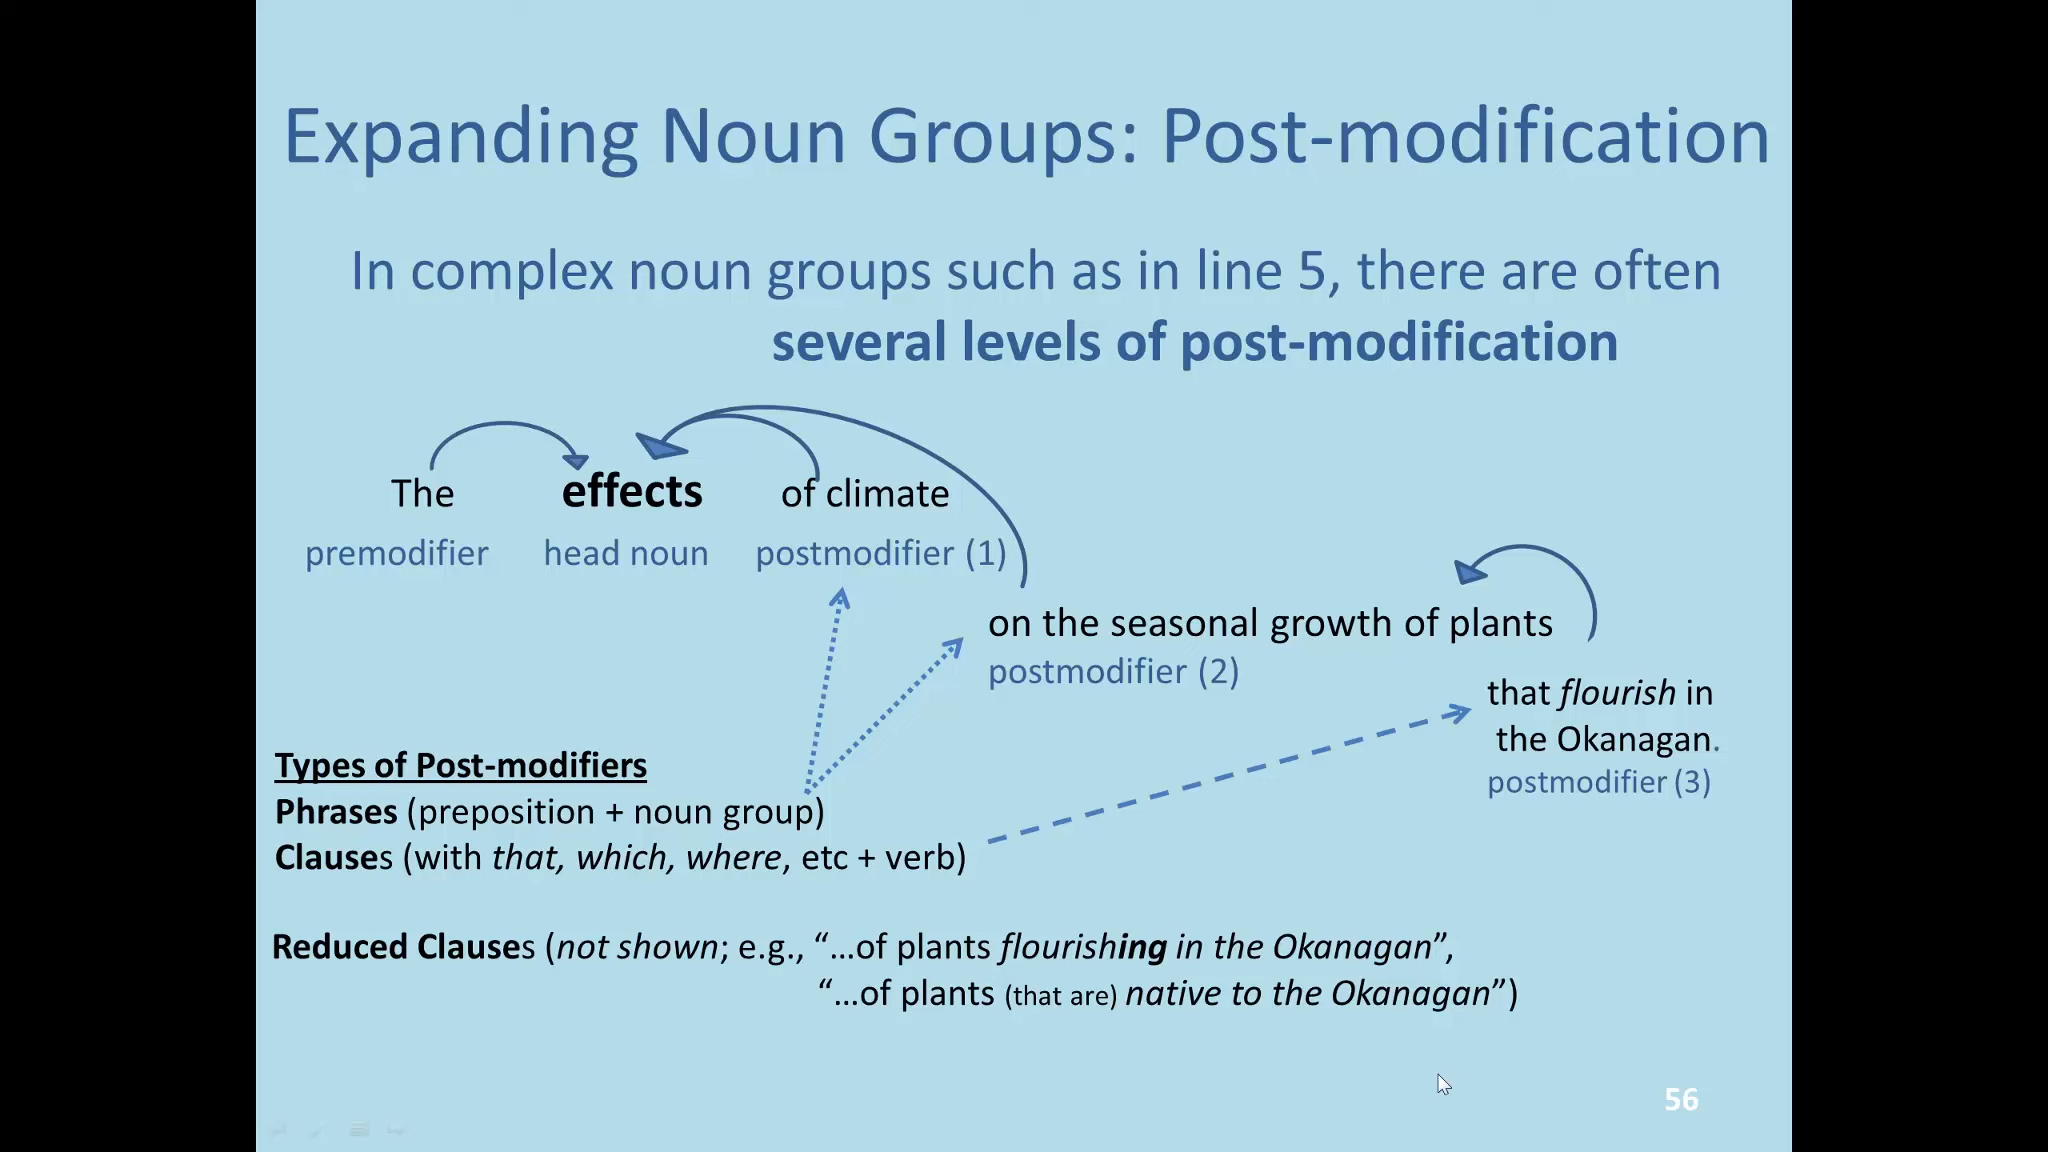 Expanding Noun Groups: Post-modification
In complex noun groups such as in line 5, there are often
several levels of post-modification
The effects of climate
premodifier head noun postmodifier (1)
on the seasonal growth of plants
postmodifier (2)
that flourish in
the Okanagan.
postmodifier (3)
Types of Post-modifiers
Phrases (preposition + noun group)
Clauses (with that, which, where, etc + verb)
Reduced Clauses (not shown; e.g., “…of plants flourishing in the Okanagan”,
“…of plants (that are) native to the Okanagan”)
56